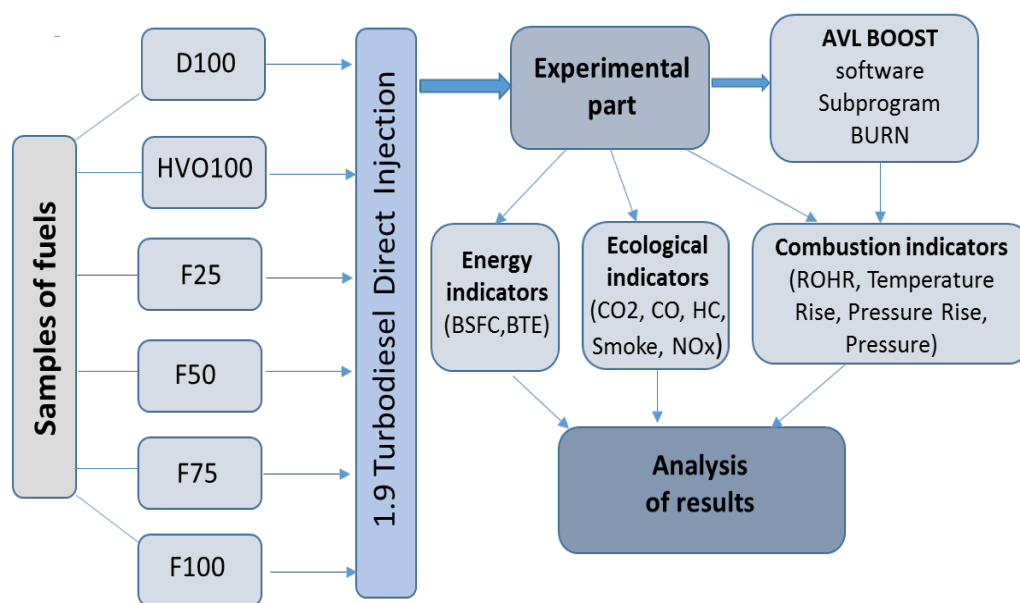 Samples of fuels
D100
HVO100
F25
F50
F75
F100
1.9 Turbodiesel Direct Injection
Experimental
part
AVL BOOST
software
Subprogram
BURN
Energy
indicators
(BSFC,BTE)
Ecological
indicators
(CO2, CO, HC,
Smoke, NOx)
Combustion indicators
(ROHR, Temperature
Rise, Pressure Rise,
Pressure)
Analysis
of results